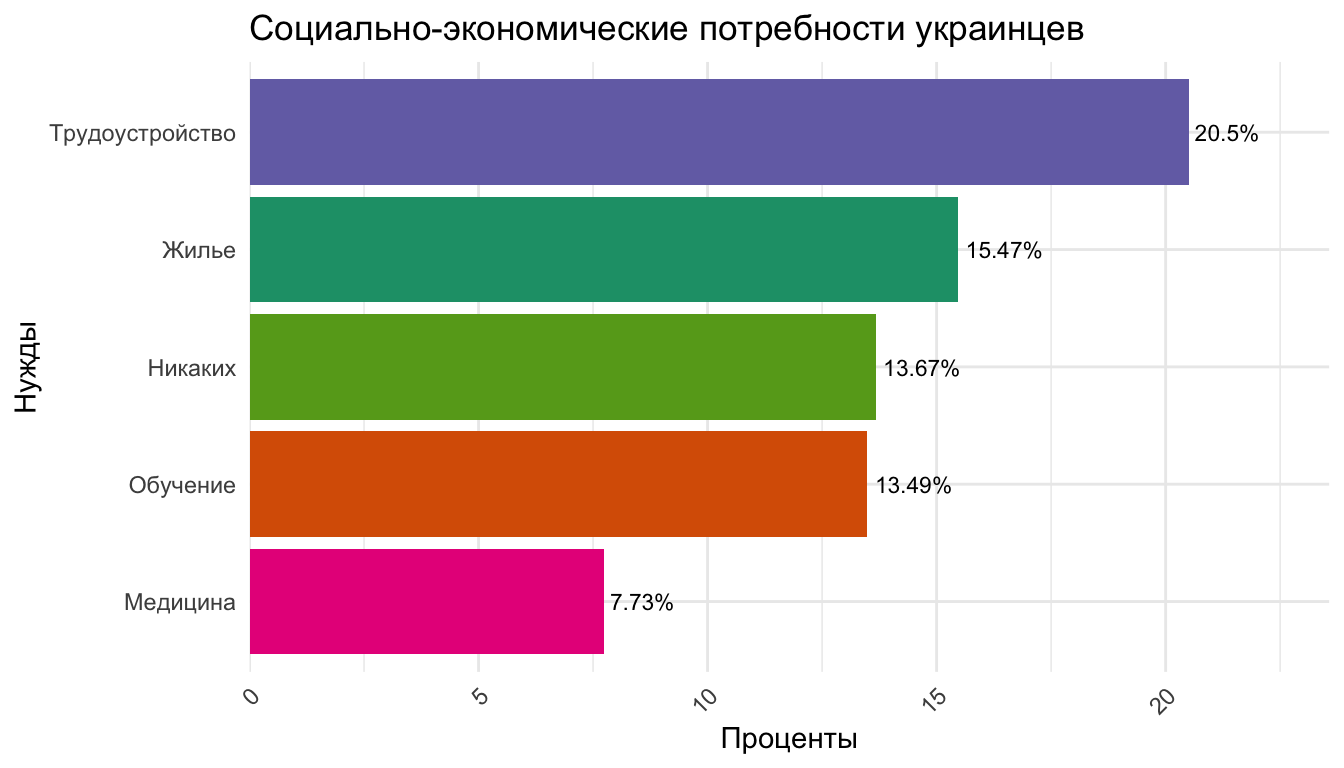 Социально-экономические потребности украинцев
Нужды
Трудоустройство
20.5%
Жилье
15.47%
Никаких
13.67%
Обучение
13.49%
Медицина
7.73%
0
5
10
15
20
Проценты